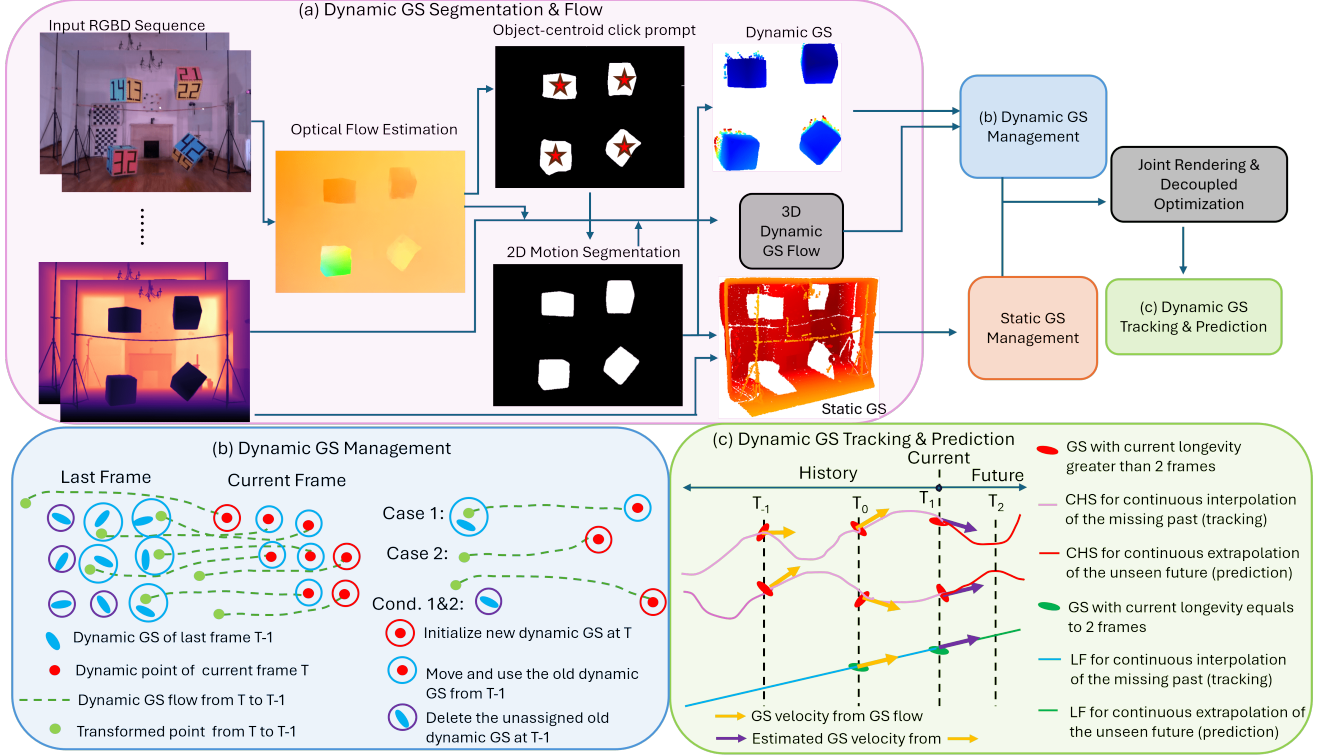 (a) Dynamic GS Segmentation & Flow
Input RGBD Sequence
Object-centroid click prompt
Dynamic GS
Optical Flow Estimation
14
13
21
22
32
42
45
2D Motion Segmentation
3D
Dynamic
GS Flow
Static GS
(b) Dynamic GS
Management
Joint Rendering &
Decoupled
Optimization
Static GS
Management
(c) Dynamic GS
Tracking & Prediction
(b) Dynamic GS Management
Last Frame
Current Frame
Case 1:
Case 2:
Cond. 1&2:
Dynamic GS of last frame T-1
Dynamic point of current frame T
Dynamic GS flow from T to T-1
Transformed point from T to T-1
Initialize new dynamic GS at T
Move and use the old dynamic
GS from T-1
Delete the unassigned old
dynamic GS at T-1
(c) Dynamic GS Tracking & Prediction
Current
History
Future
T-1
T0
T1
T2
GS velocity from GS flow
Estimated GS velocity from
GS with current longevity
greater than 2 frames
CHS for continuous interpolation
of the missing past (tracking)
CHS for continuous extrapolation
of the unseen future (prediction)
GS with current longevity equals
to 2 frames
LF for continuous interpolation
of the missing past (tracking)
LF for continuous extrapolation of
the unseen future (prediction)